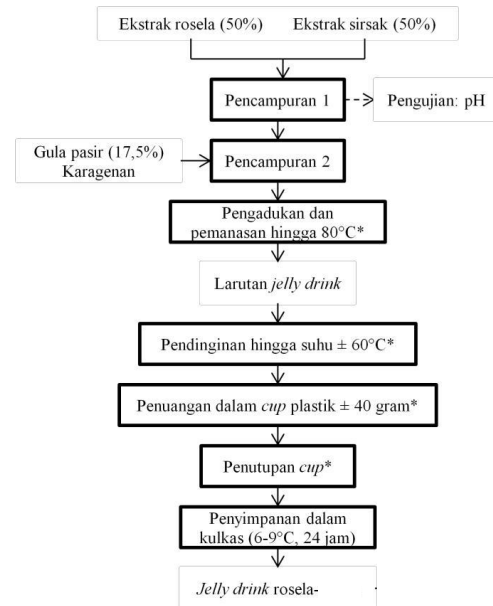 Ekstrak rosela (50%) Ekstrak sirsak (50%)
Pencampuran 1
Pengujian: pH
Gula pasir (17,5%)
Karagenan
Pencampuran 2
Pengadukan dan
pemanasan hingga 80°C*
Larutan jelly drink
Pendinginan hingga suhu ± 60°C*
Penuangan dalam cup plastik ± 40 gram*
Penutupan cup*
Penyimpanan dalam
kulkas (6-9°C, 24 jam)
Jelly drink rosela-